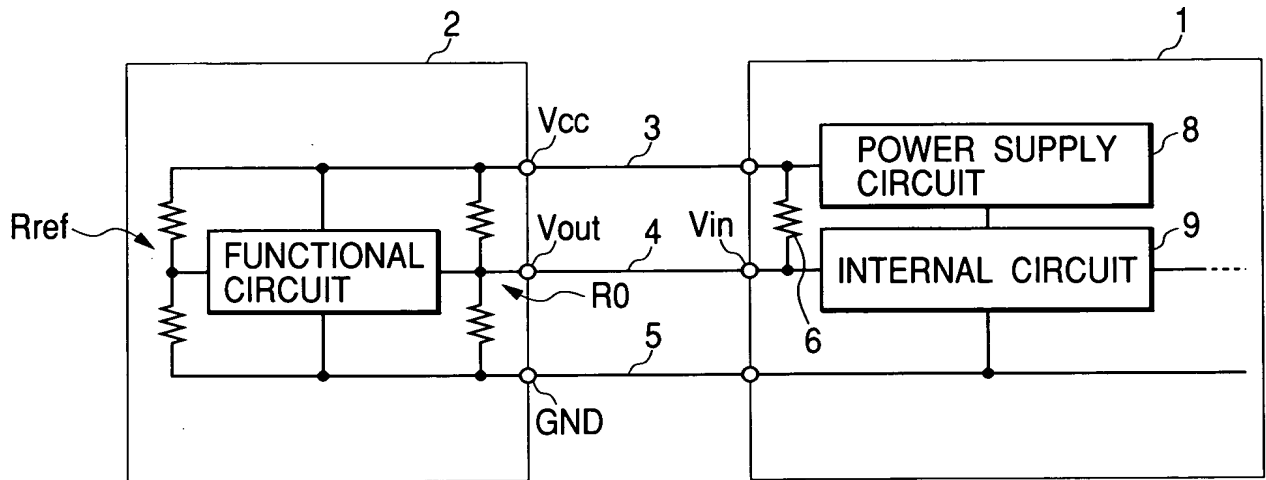 2
1
Vcc
3
POWER SUPPLY
CIRCUIT
8
Rref
FUNCTIONAL
CIRCUIT
Vout
4
Vin
INTERNAL CIRCUIT
9
R0
6
5
GND